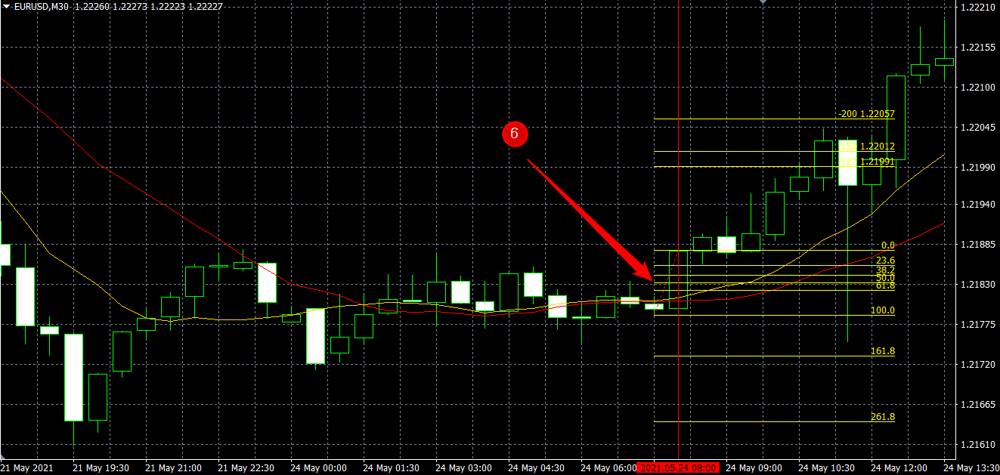 EURUSD,M30 1.22260 1.22273 1.22223 1.22227
1.22210
1.22155
1.22100
1.22045
1.21990
1.21940
1.21885
1.21830
1.21775
1.21720
1.21665
1.21610
6
-200 1.22057
-150 1.22012
-127 1.21991
0.0
23.6
38.2
50.0
61.8
100.0
161.8
261.8
21 May 2021
21 May 19:30
21 May 21:00
21 May 22:30
24 May 00:00
24 May 01:30
24 May 03:00
24 May 04:30
24 May 06:00
2021.05.24 08:00
24 May 09:00
24 May 10:30
24 May 12:00
24 May 13:30